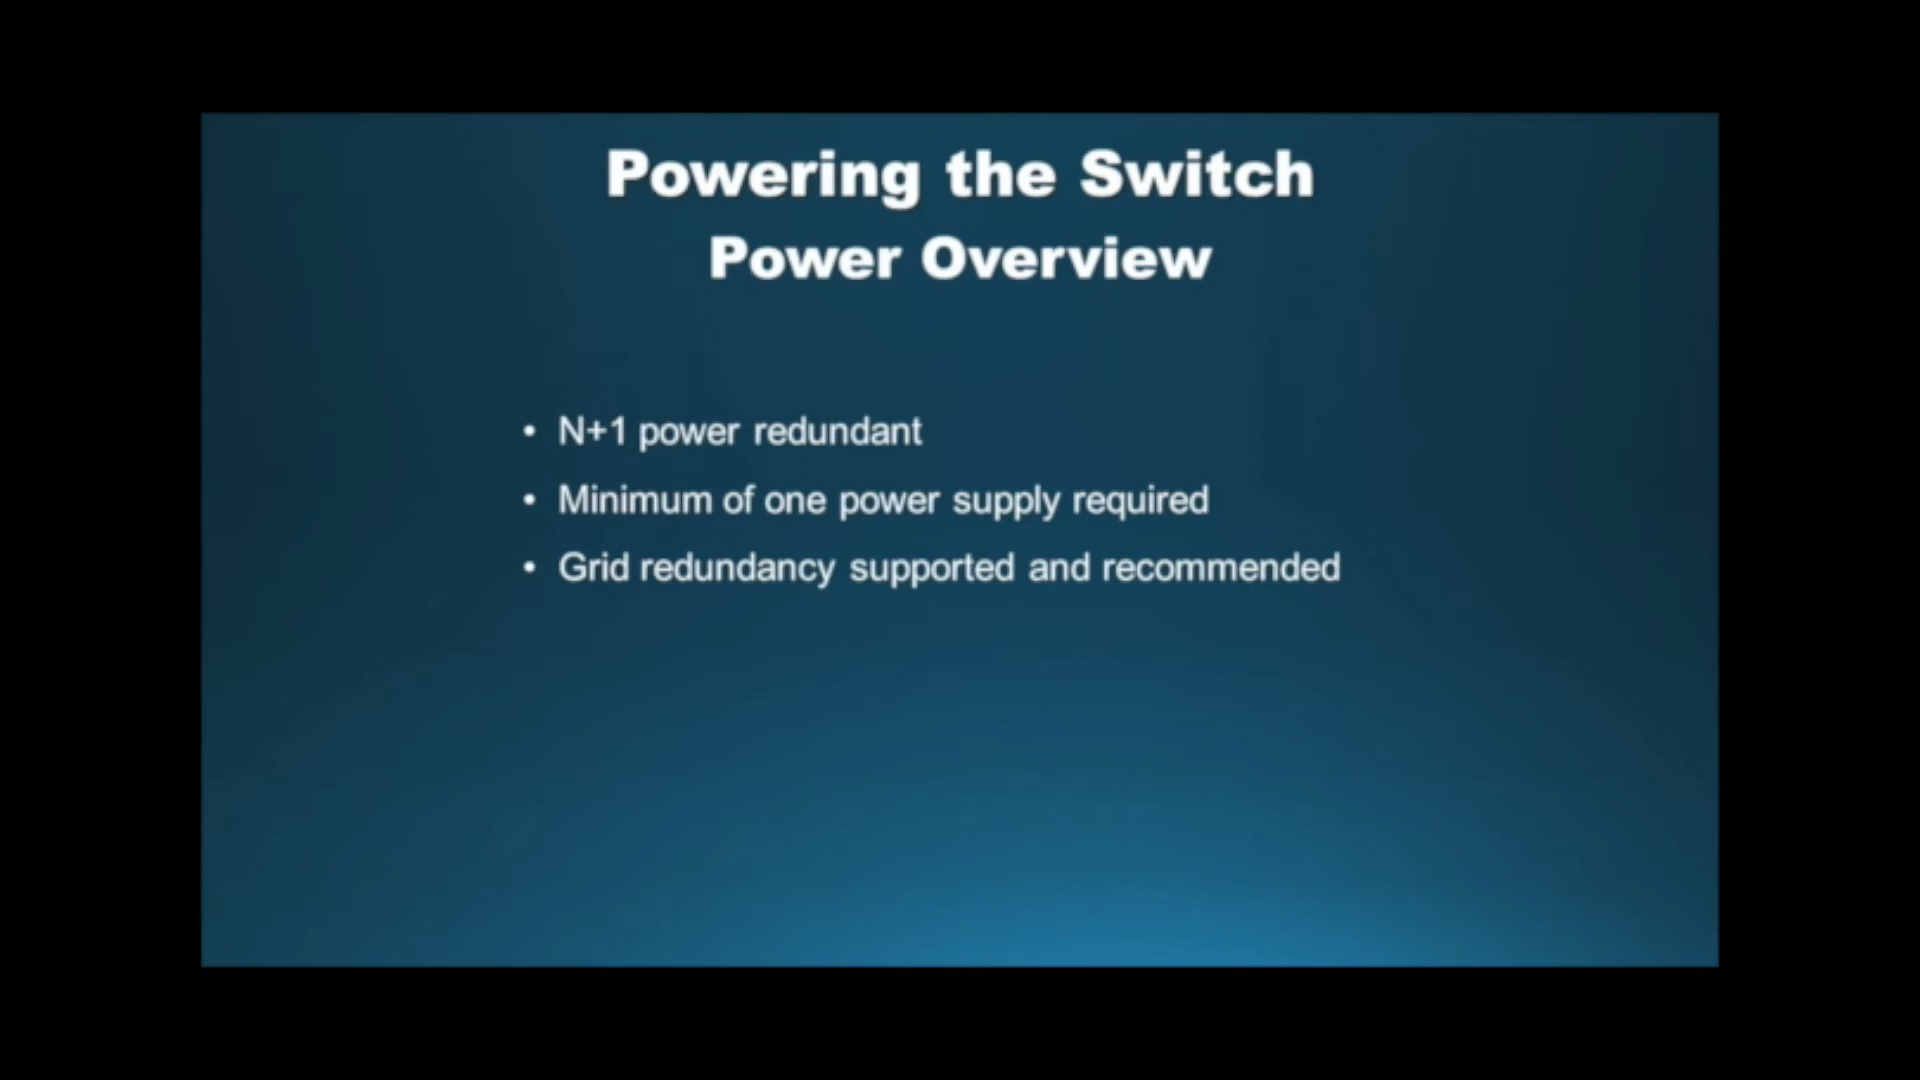 Powering the Switch
Power Overview
• N+1 power redundant
• Minimum of one power supply required
• Grid redundancy supported and recommended